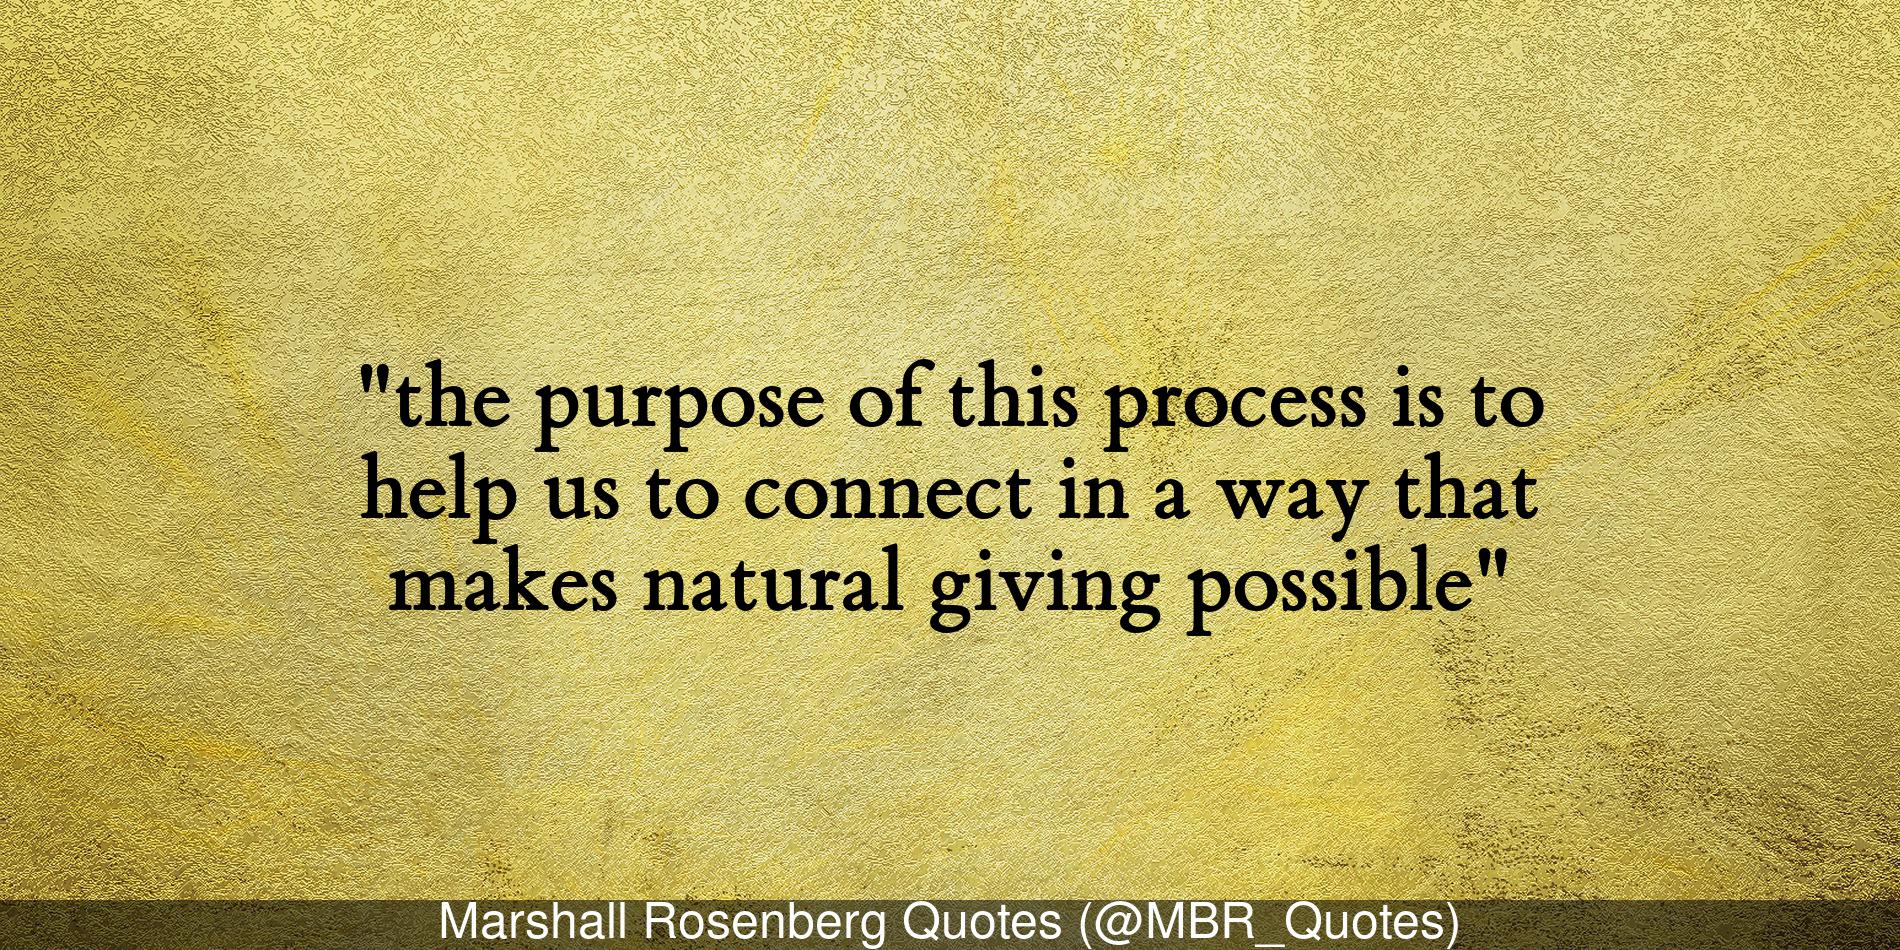 "the purpose of this process is to
help us to connect in a way that
makes natural giving possible"
Marshall Rosenberg Quotes (@MBR_Quotes)